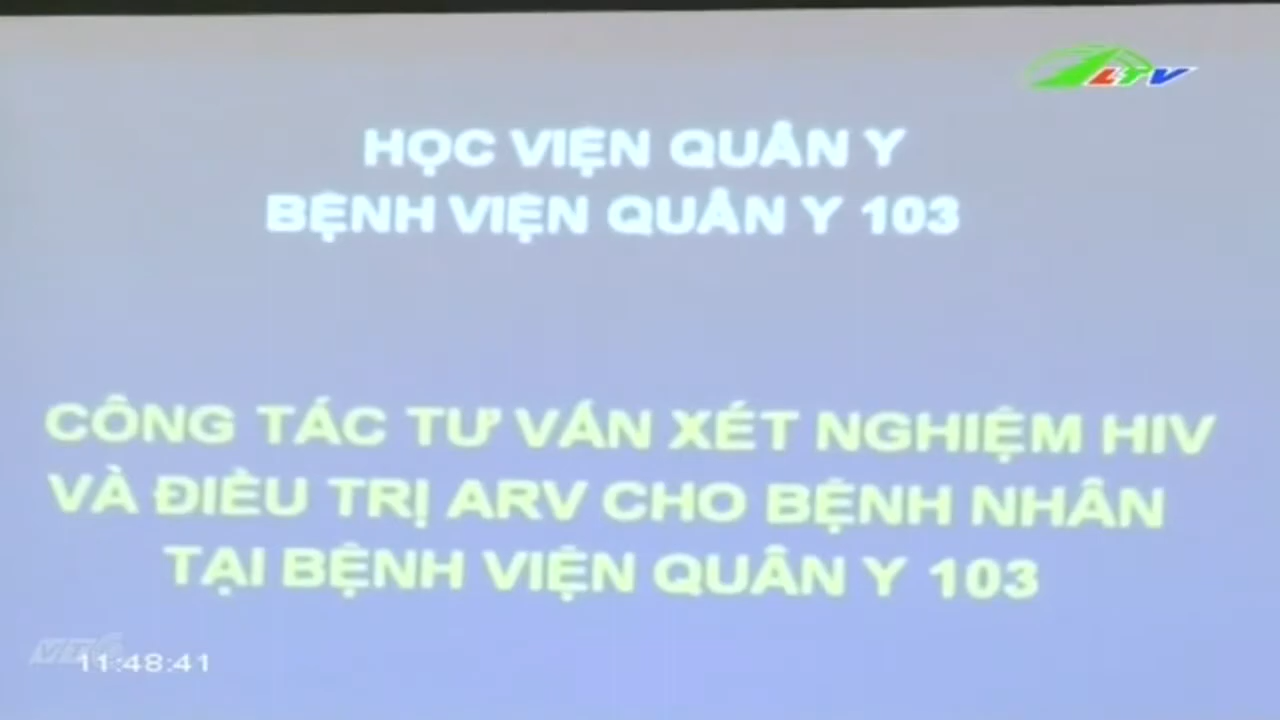 LTV
HỌC VIỆN QUÂN Y
BỆNH VIỆN QUÂN Y 103
CÔNG TÁC TƯ VẤN XÉT NGHIỆM HIV
VÀ ĐIỀU TRỊ ARV CHO BỆNH NHÂN
TẠI BỆNH VIỆN QUÂN Y 103
11:48:41